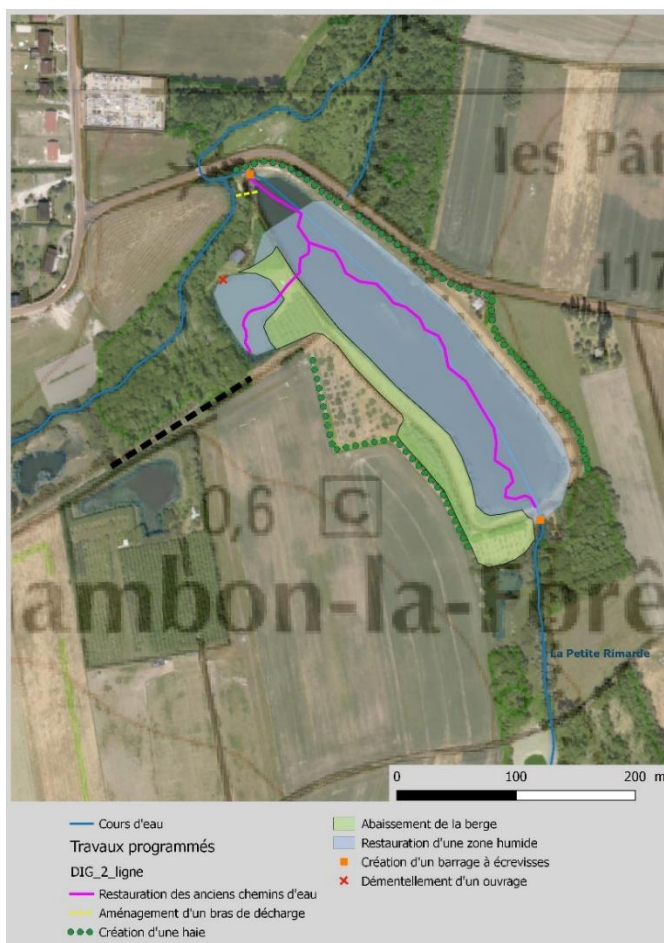 les Pât
117
0,6 C
ambon-la-Forê
La Petite Rimarde
0 100 200 m
Cours d'eau
Travaux programmés
DIG_2_ligne
Restauration des anciens chemins d'eau
Aménagement d'un bras de décharge
Création d'une haie
Abaissement de la berge
Restauration d'une zone humide
Création d'un barrage à écrevisses
Démentellement d'un ouvrage